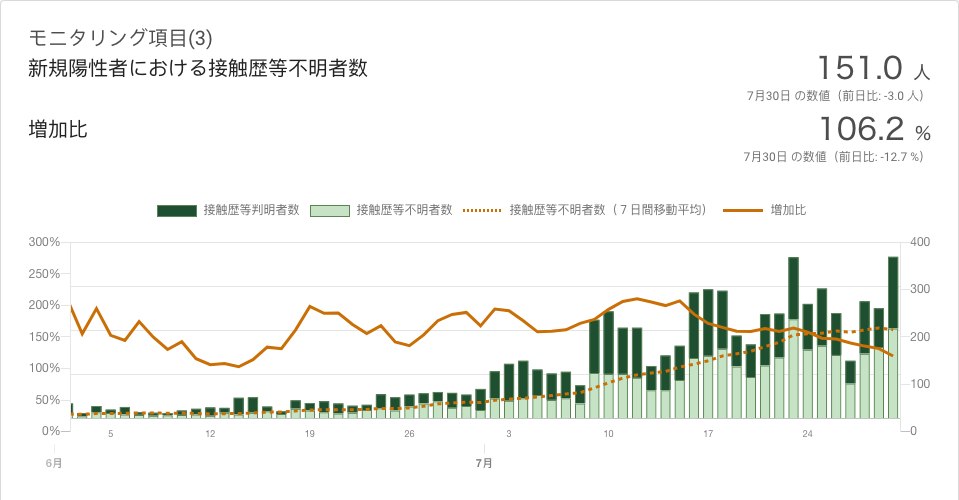 モニタリング項目(3)
新規陽性者における接触歴等不明者数
151.0 人
7月30日 の数値（前日比: -3.0 人）
増加比
106.2 %
7月30日 の数値（前日比: -12.7 %）
接触歴等判明者数 接触歴等不明者数 接触歴等不明者数（７日間移動平均） 増加比
300% 400
250% 300
200%
150% 200
100% 100
50%
0% 0
5 12 19 26 3 10 17 24
6月 7月